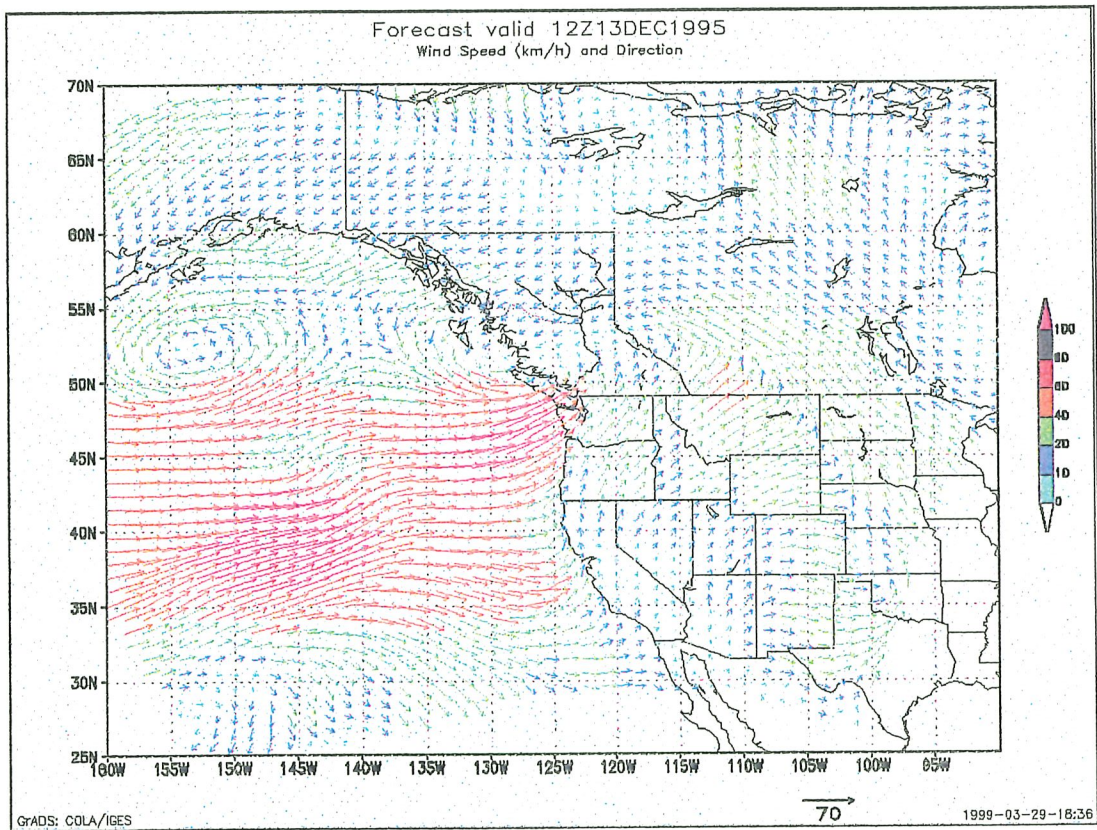 Forecast valid 12Z13DEC1995
Wind Speed (km/h) and Direction
70N
65N
60N
55N
50N
45N
40N
35N
30N
25N
160W 155W 150W 145W 140W 135W 130W 125W 120W 115W 110W 105W 100W 95W
100
80
60
40
20
10
0
70
GrADS: COLA/IGES
1999-03-29-18:36